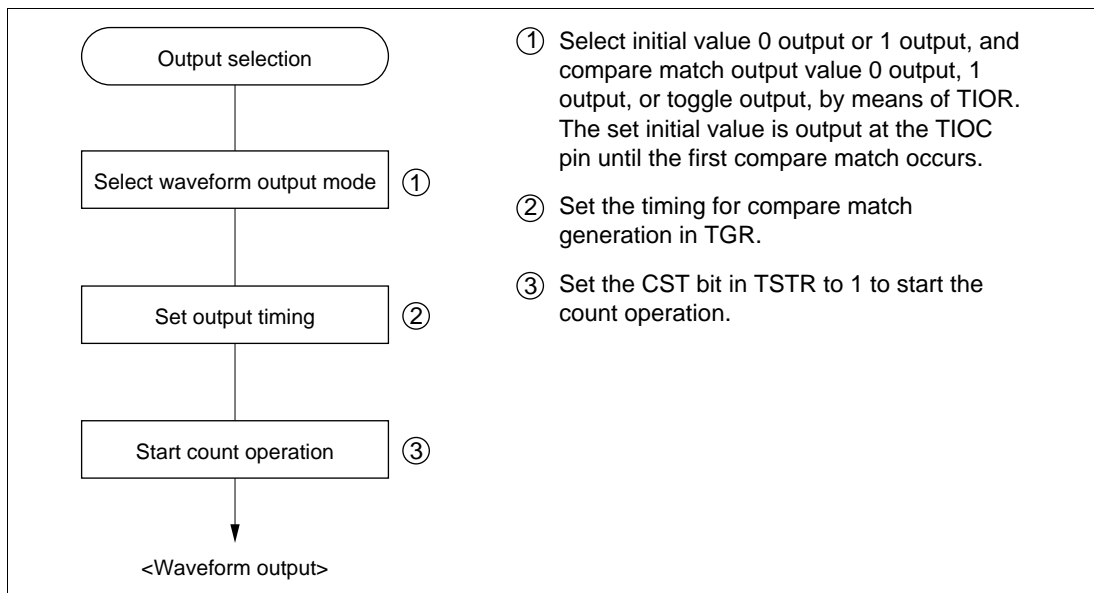 Output selection
Select waveform output mode ①
Set output timing ②
Start count operation ③
<Waveform output>
① Select initial value 0 output or 1 output, and
compare match output value 0 output, 1
output, or toggle output, by means of TIOR.
The set initial value is output at the TIOC
pin until the first compare match occurs.
② Set the timing for compare match
generation in TGR.
③ Set the CST bit in TSTR to 1 to start the
count operation.